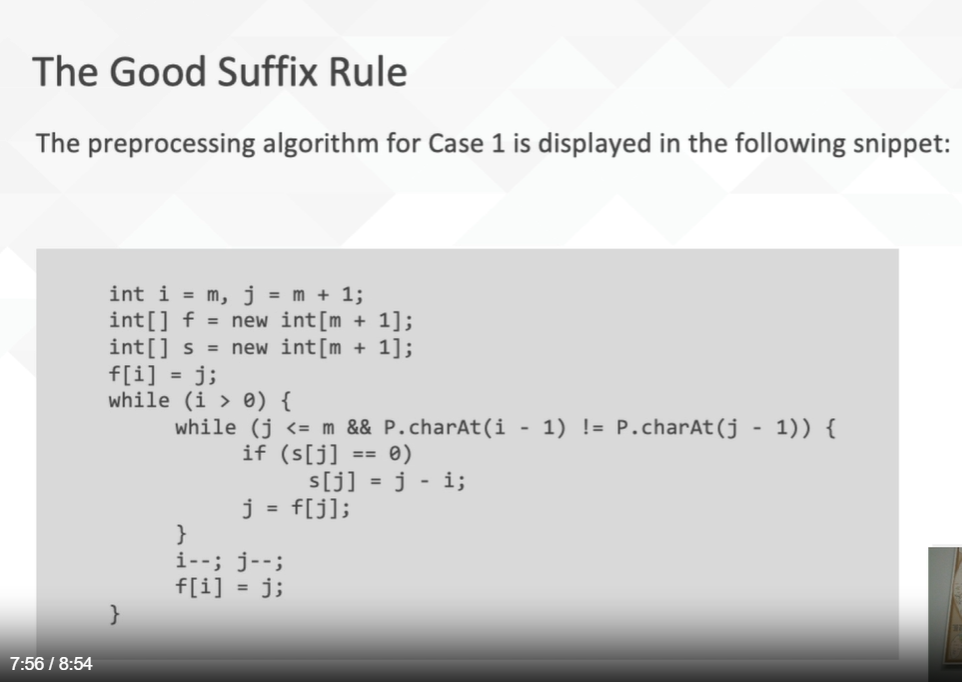 The Good Suffix Rule
The preprocessing algorithm for Case 1 is displayed in the following snippet:
int i = m, j = m + 1;
int[] f = new int[m + 1];
int[] s = new int[m + 1];
f[i] = j;
while (i > 0) {
while (j <= m && P.charAt(i - 1) != P.charAt(j - 1)) {
if (s[j] == 0)
s[j] = j - i;
j = f[j];
}
i--; j--;
f[i] = j;
}
7:56 / 8:54